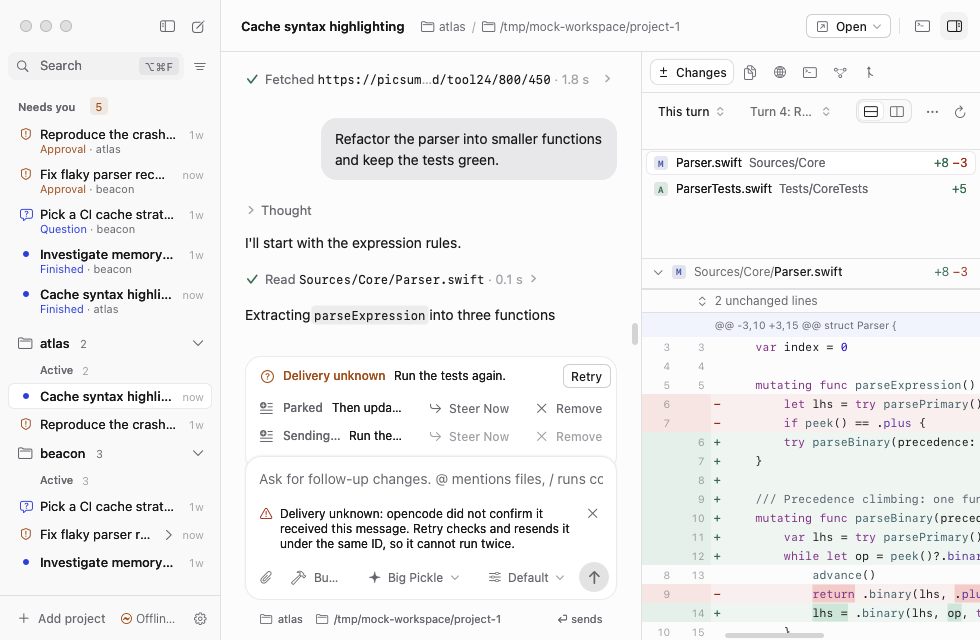 Search
⌥⌘F
Needs you 5
Reproduce the crash... 1w
Approval · atlas
Fix flaky parser rec... now
Approval · beacon
Pick a CI cache strat... 1w
Question · beacon
Investigate memory... 1w
Finished · beacon
Cache syntax highli... now
Finished · atlas
atlas 2
Active 2
Cache syntax highli... now
Reproduce the crash... 1w
beacon 3
Active 3
Pick a CI cache strat... 1w
Fix flaky parser r... now
Investigate memory... 1w
Add project
Offlin...
Cache syntax highlighting
atlas / /tmp/mock-workspace/project-1
Open
Fetched https://picsum...d/tool24/800/450 · 1.8 s
Refactor the parser into smaller functions
and keep the tests green.
Thought
I'll start with the expression rules.
Read Sources/Core/Parser.swift · 0.1 s
Extracting parseExpression into three functions
Delivery unknown Run the tests again. Retry
Parked Then upda... Steer Now Remove
Sending... Run the... Steer Now Remove
Ask for follow-up changes. @ mentions files, / runs co
Delivery unknown: opencode did not confirm it
received this message. Retry checks and resends it
under the same ID, so it cannot run twice.
Bu... Big Pickle Default
atlas /tmp/mock-workspace/project-1 sends
Changes
This turn Turn 4: R...
M Parser.swift Sources/Core +8 −3
A ParserTests.swift Tests/CoreTests +5
M Sources/Core/Parser.swift +8 −3
2 unchanged lines
@@ -3,10 +3,15 @@ struct Parser {
3 3 var index = 0
4 4
5 5 mutating func parseExpression()
6 − let lhs = try parsePrimary()
7 − if peek() == .plus {
6 + try parseBinary(precedence:
7 + }
8 +
9 + /// Precedence climbing: one fun
10 + mutating func parseBinary(preced
11 + var lhs = try parsePrimary()
12 + while let op = peek()?.binar
8 13 advance()
9 − return .binary(lhs, .plu
14 + lhs = .binary(lhs, op, t
10 15 }